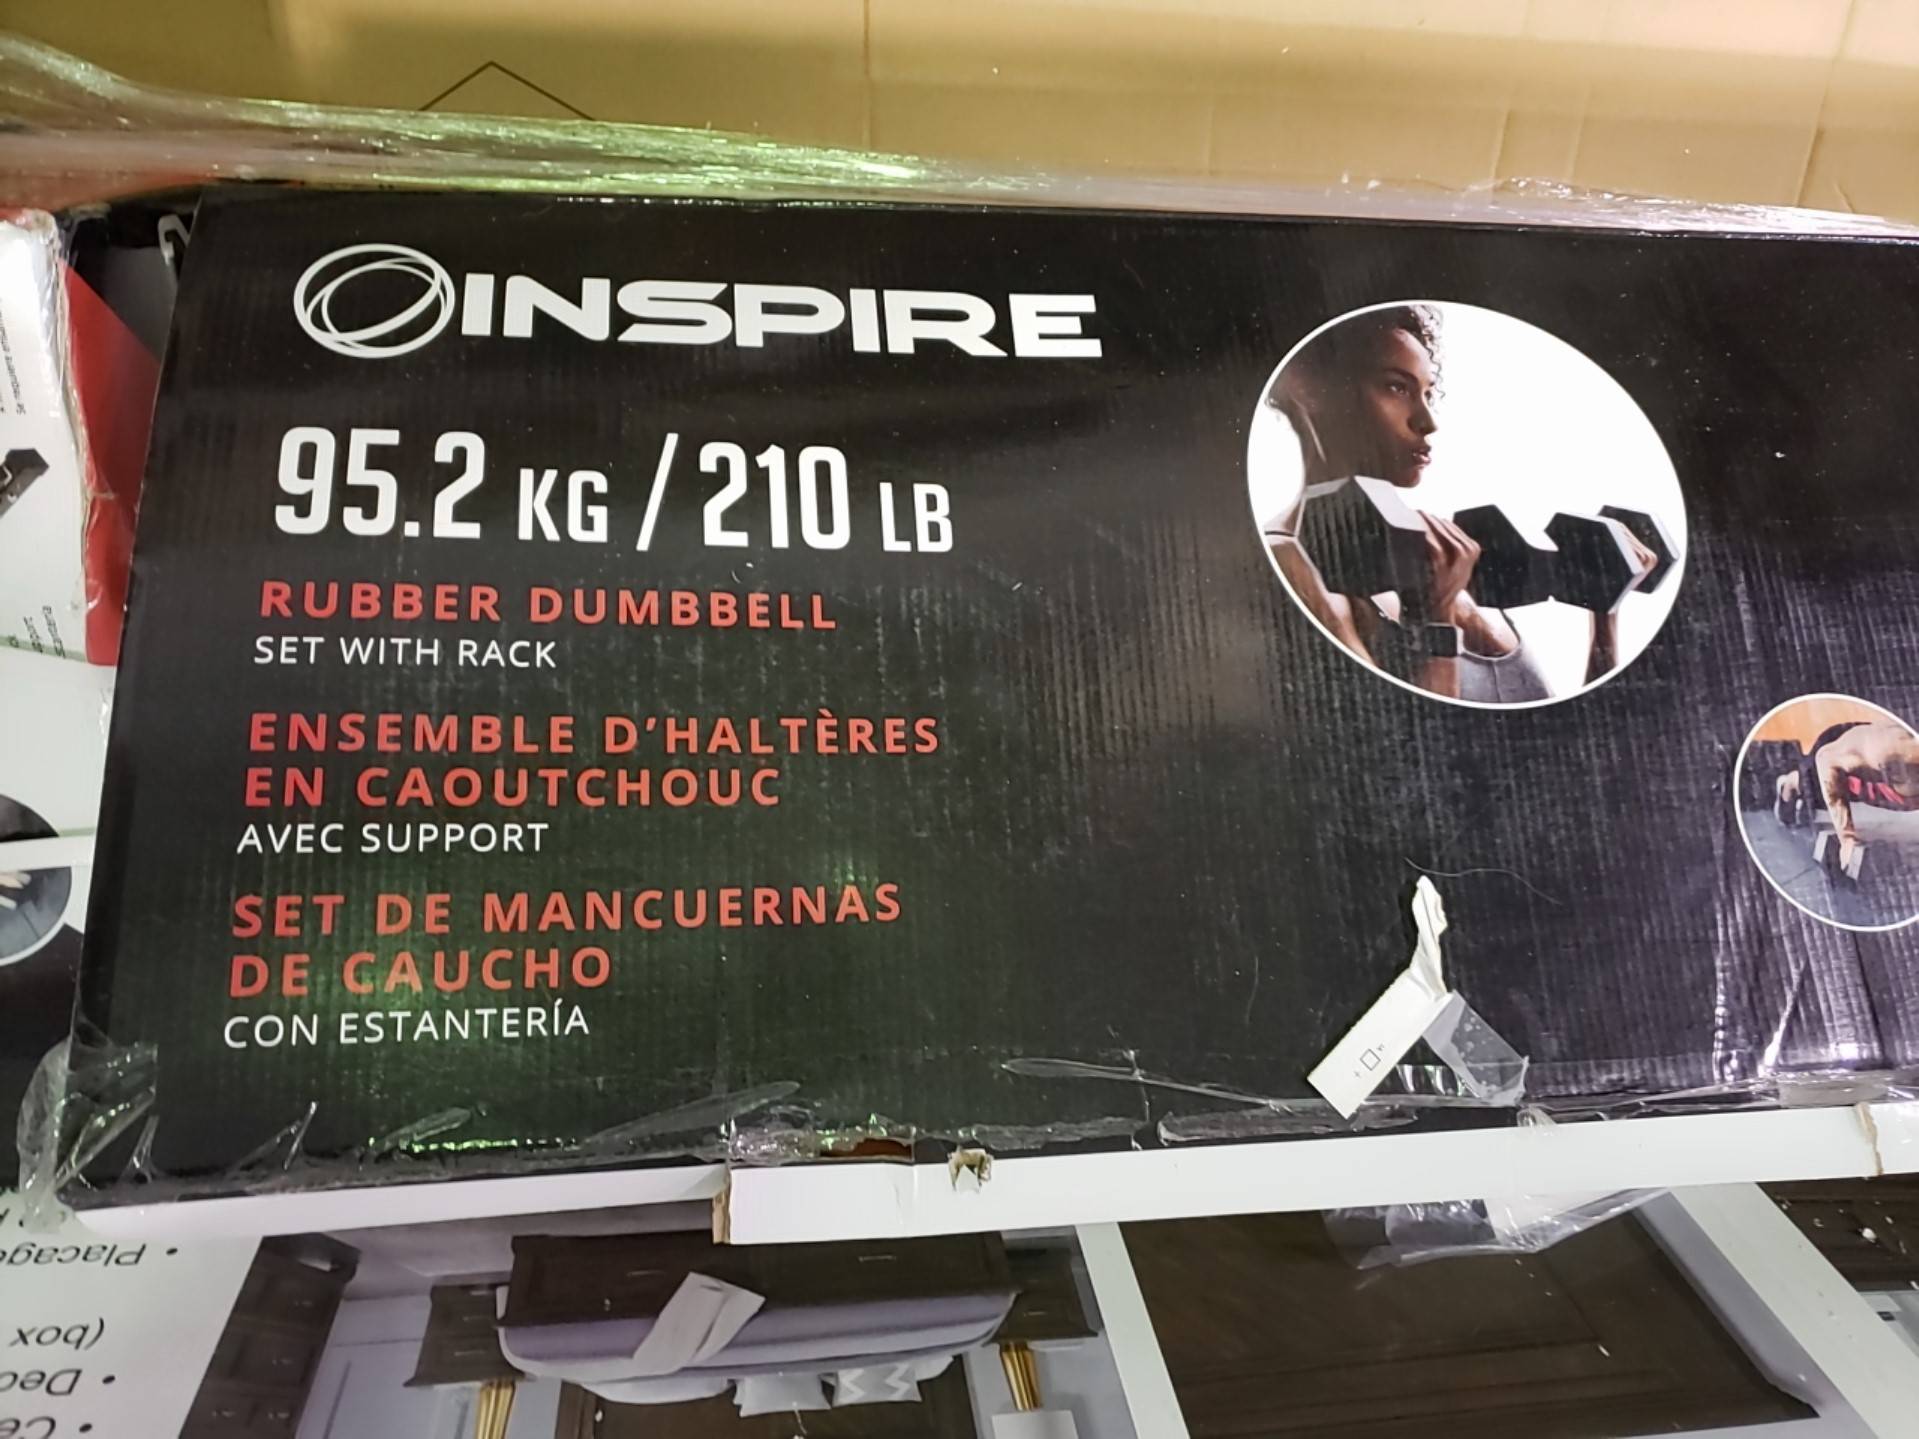 INSPIRE
95.2 KG / 210 LB
RUBBER DUMBBELL
SET WITH RACK
ENSEMBLE D'HALTÈRES
EN CAOUTCHOUC
AVEC SUPPORT
SET DE MANCUERNAS
DE CAUCHO
CON ESTANTERÍA
(box